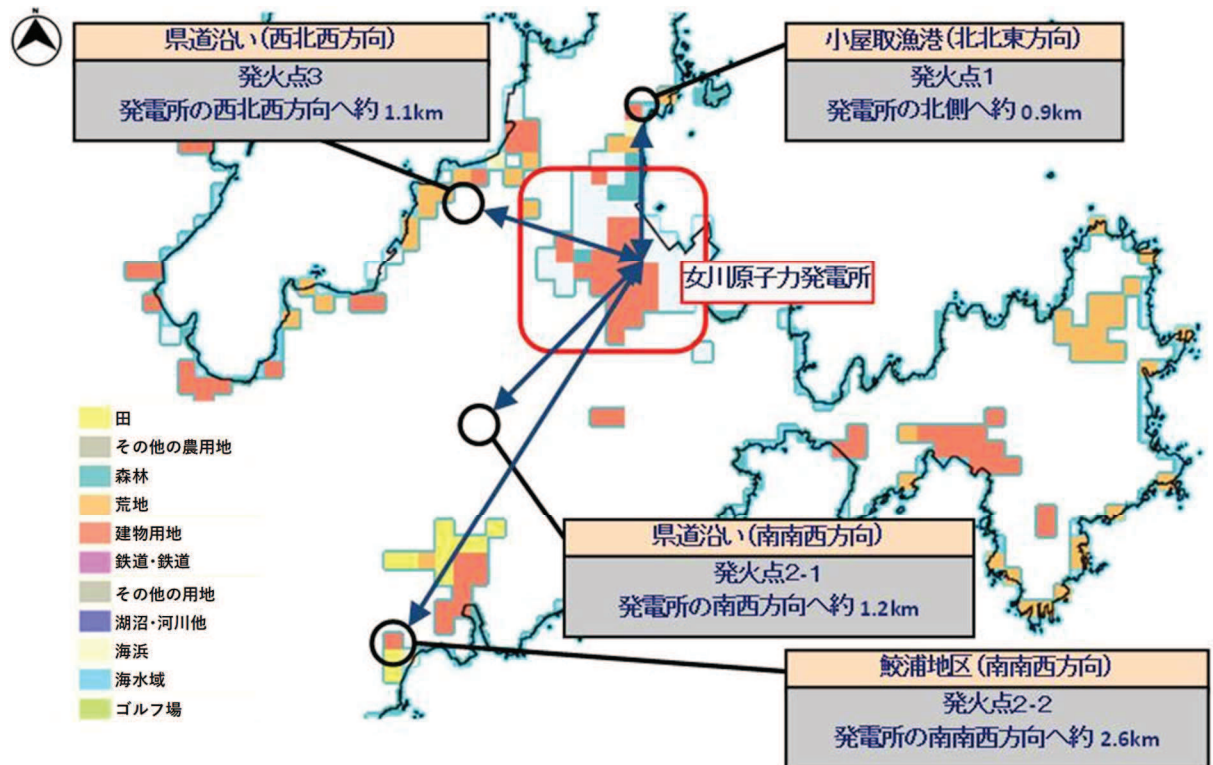 県道沿い(西北西方向)
発火点3
発電所の西北西方向へ約 1.1km
小屋取漁港(北北東方向)
発火点1
発電所の北側へ約 0.9km
女川原子力発電所
田
その他の農用地
森林
荒地
建物用地
鉄道・鉄道
その他の用地
湖沼・河川他
海浜
海水域
ゴルフ場
県道沿い(南南西方向)
発火点2-1
発電所の南西方向へ約 1.2km
鮫浦地区(南南西方向)
発火点2-2
発電所の南南西方向へ約 2.6km